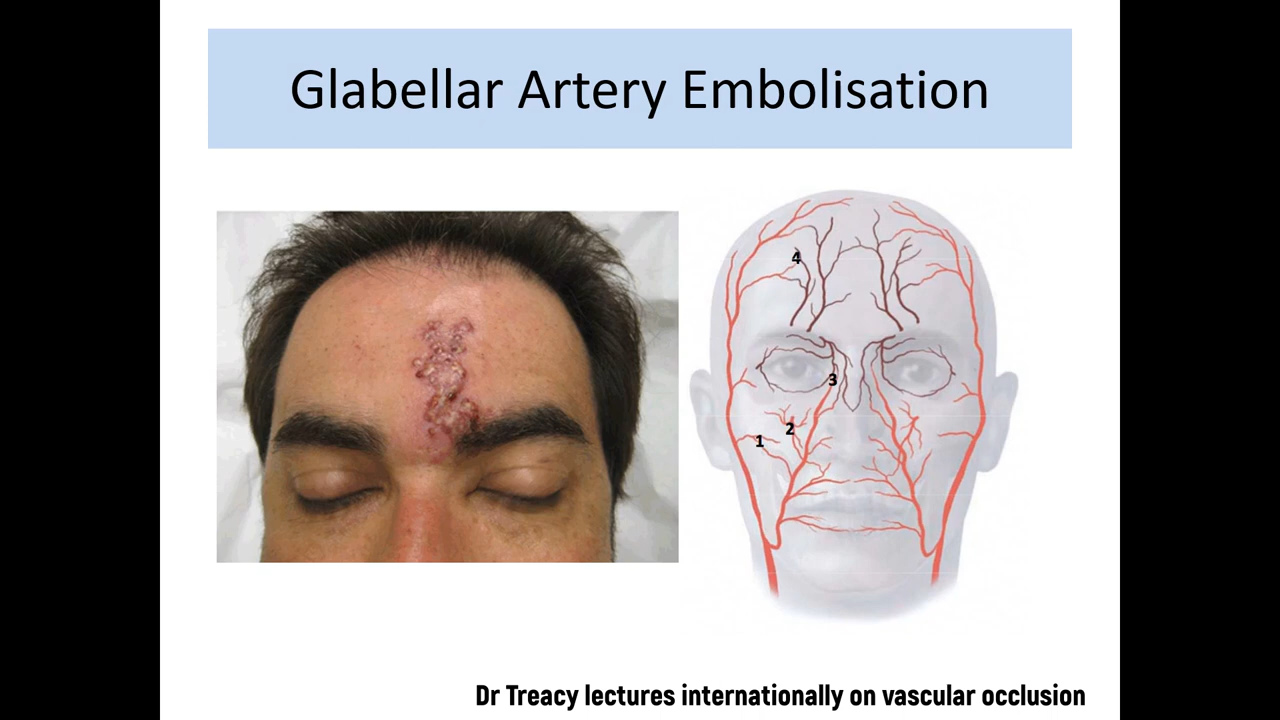 Glabellar Artery Embolisation
4
3
2
1
Dr Treacy lectures internationally on vascular occlusion